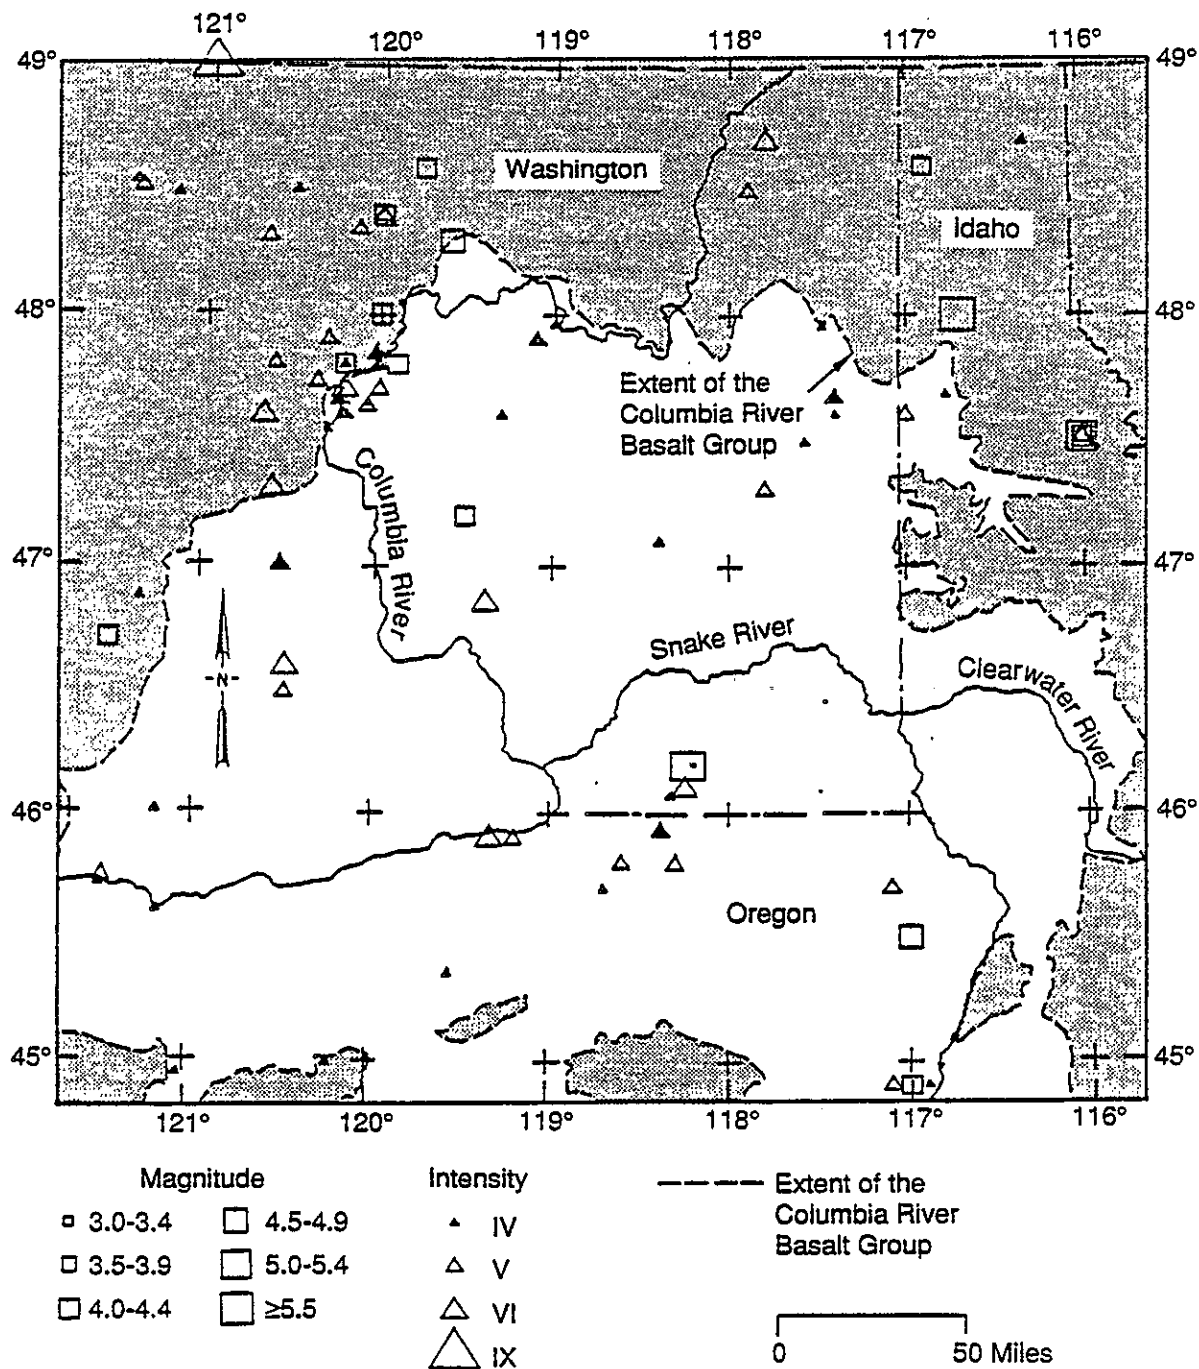 121°
120°
119°
118°
117°
116°
49°
49°
Washington
Idaho
48°
48°
Extent of the
Columbia River
Basalt Group
Columbia River
47°
47°
Snake River
Clearwater River
-N-
46°
46°
Oregon
45°
45°
121°
120°
119°
118°
117°
116°
Magnitude
3.0-3.4
3.5-3.9
4.0-4.4
4.5-4.9
5.0-5.4
≥5.5
Intensity
IV
V
VI
IX
Extent of the
Columbia River
Basalt Group
0 50 Miles